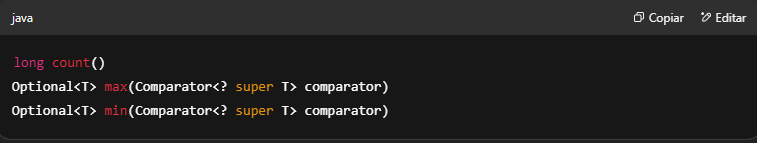 java Copiar Editar
long count()
Optional<T> max(Comparator<? super T> comparator)
Optional<T> min(Comparator<? super T> comparator)